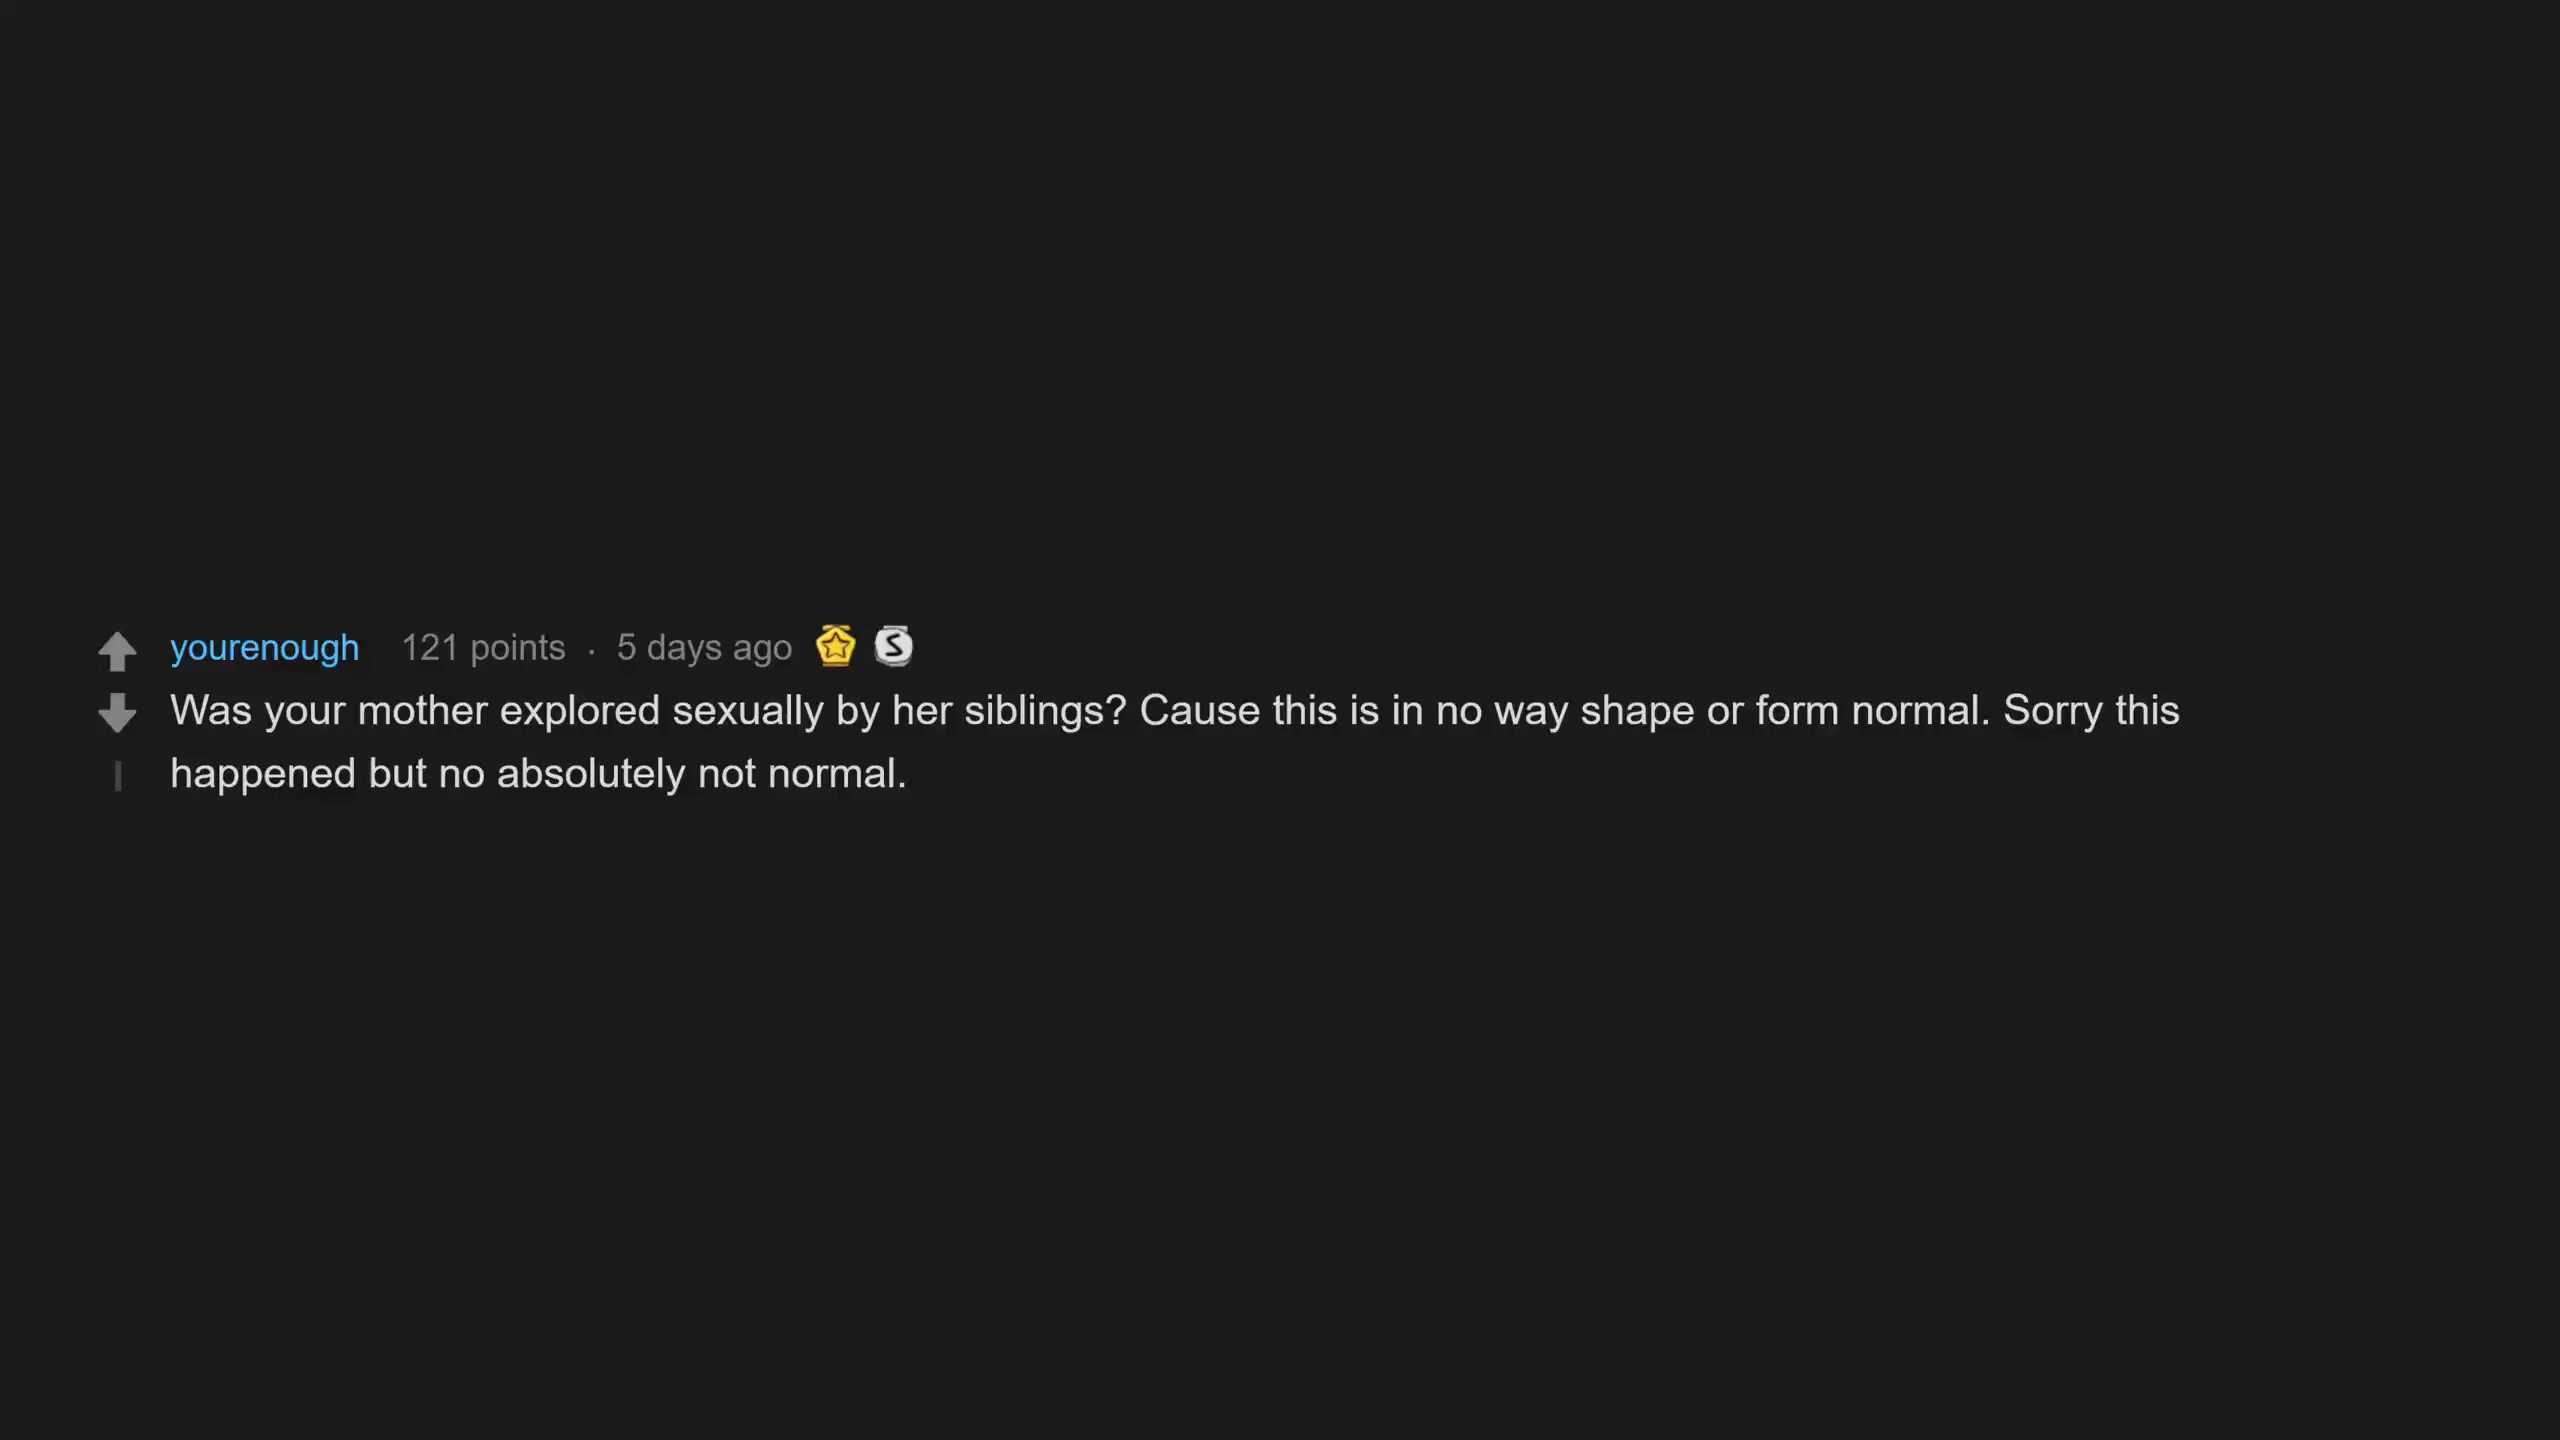 yourenough 121 points · 5 days ago
Was your mother explored sexually by her siblings? Cause this is in no way shape or form normal. Sorry this
happened but no absolutely not normal.